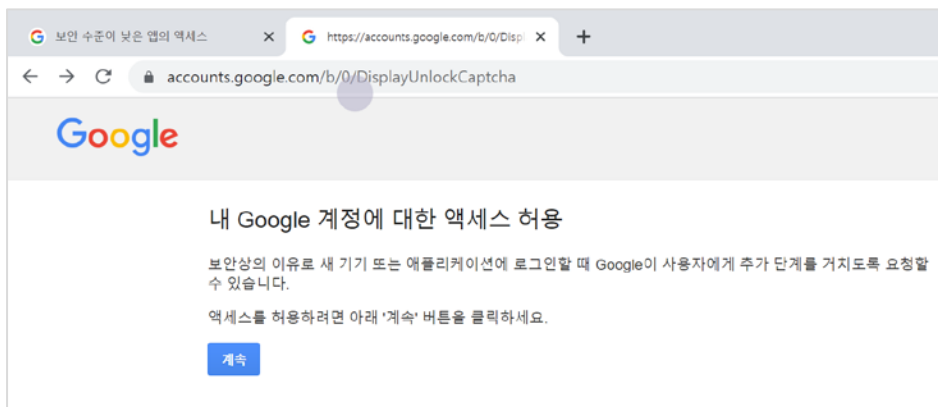 보안 수준이 낮은 앱의 액세스
https://accounts.google.com/b/0/Displ
accounts.google.com/b/0/DisplayUnlockCaptcha
Google
내 Google 계정에 대한 액세스 허용
보안상의 이유로 새 기기 또는 애플리케이션에 로그인할 때 Google이 사용자에게 추가 단계를 거치도록 요청할
수 있습니다.
액세스를 허용하려면 아래 '계속' 버튼을 클릭하세요.
계속